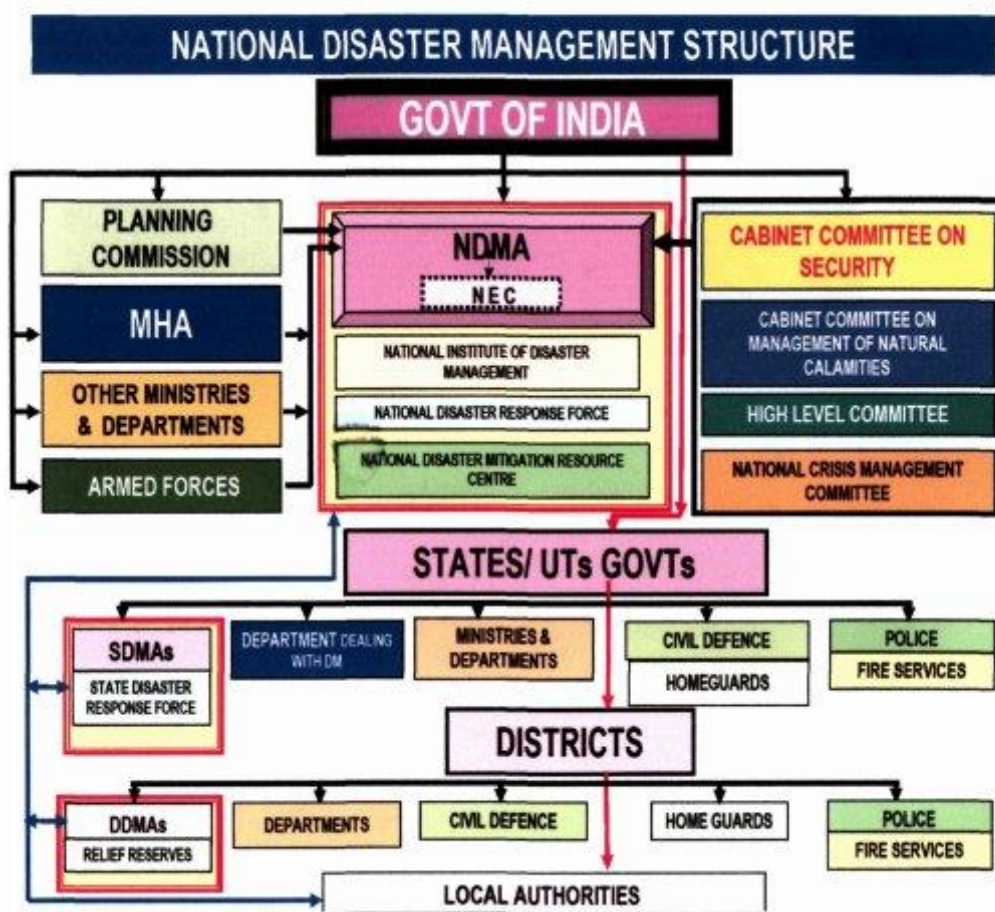 NATIONAL DISASTER MANAGEMENT STRUCTURE
GOVT OF INDIA
PLANNING
COMMISSION
MHA
OTHER MINISTRIES
& DEPARTMENTS
ARMED FORCES
NDMA
NEC
NATIONAL INSTITUTE OF DISASTER
MANAGEMENT
NATIONAL DISASTER RESPONSE FORCE
NATIONAL DISASTER MITIGATION RESOURCE
CENTRE
CABINET COMMITTEE ON
SECURITY
CABINET COMMITTEE ON
MANAGEMENT OF NATURAL
CALAMITIES
HIGH LEVEL COMMITTEE
NATIONAL CRISIS MANAGEMENT
COMMITTEE
STATES/ UTs GOVTs
SDMAs
STATE DISASTER
RESPONSE FORCE
DEPARTMENT DEALING
WITH DM
MINISTRIES &
DEPARTMENTS
CIVIL DEFENCE
HOMEGUARDS
POLICE
FIRE SERVICES
DISTRICTS
DDMAs
RELIEF RESERVES
DEPARTMENTS
CIVIL DEFENCE
HOME GUARDS
POLICE
FIRE SERVICES
LOCAL AUTHORITIES